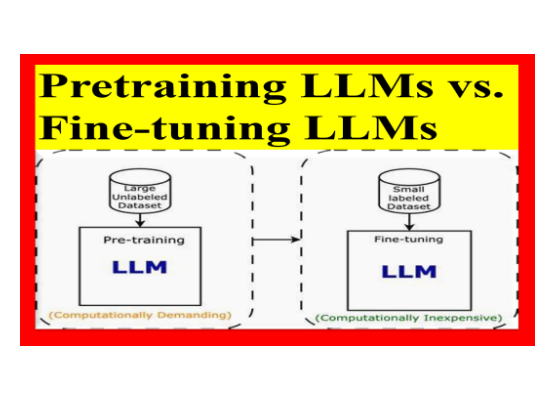 Pretraining LLMs vs.
Fine-tuning LLMs
Large
Unlabeled
Dataset
Pre-training
LLM
(Computationally Demanding)
Small
labeled
Dataset
Fine-tuning
LLM
(Computationally Inexpensive)